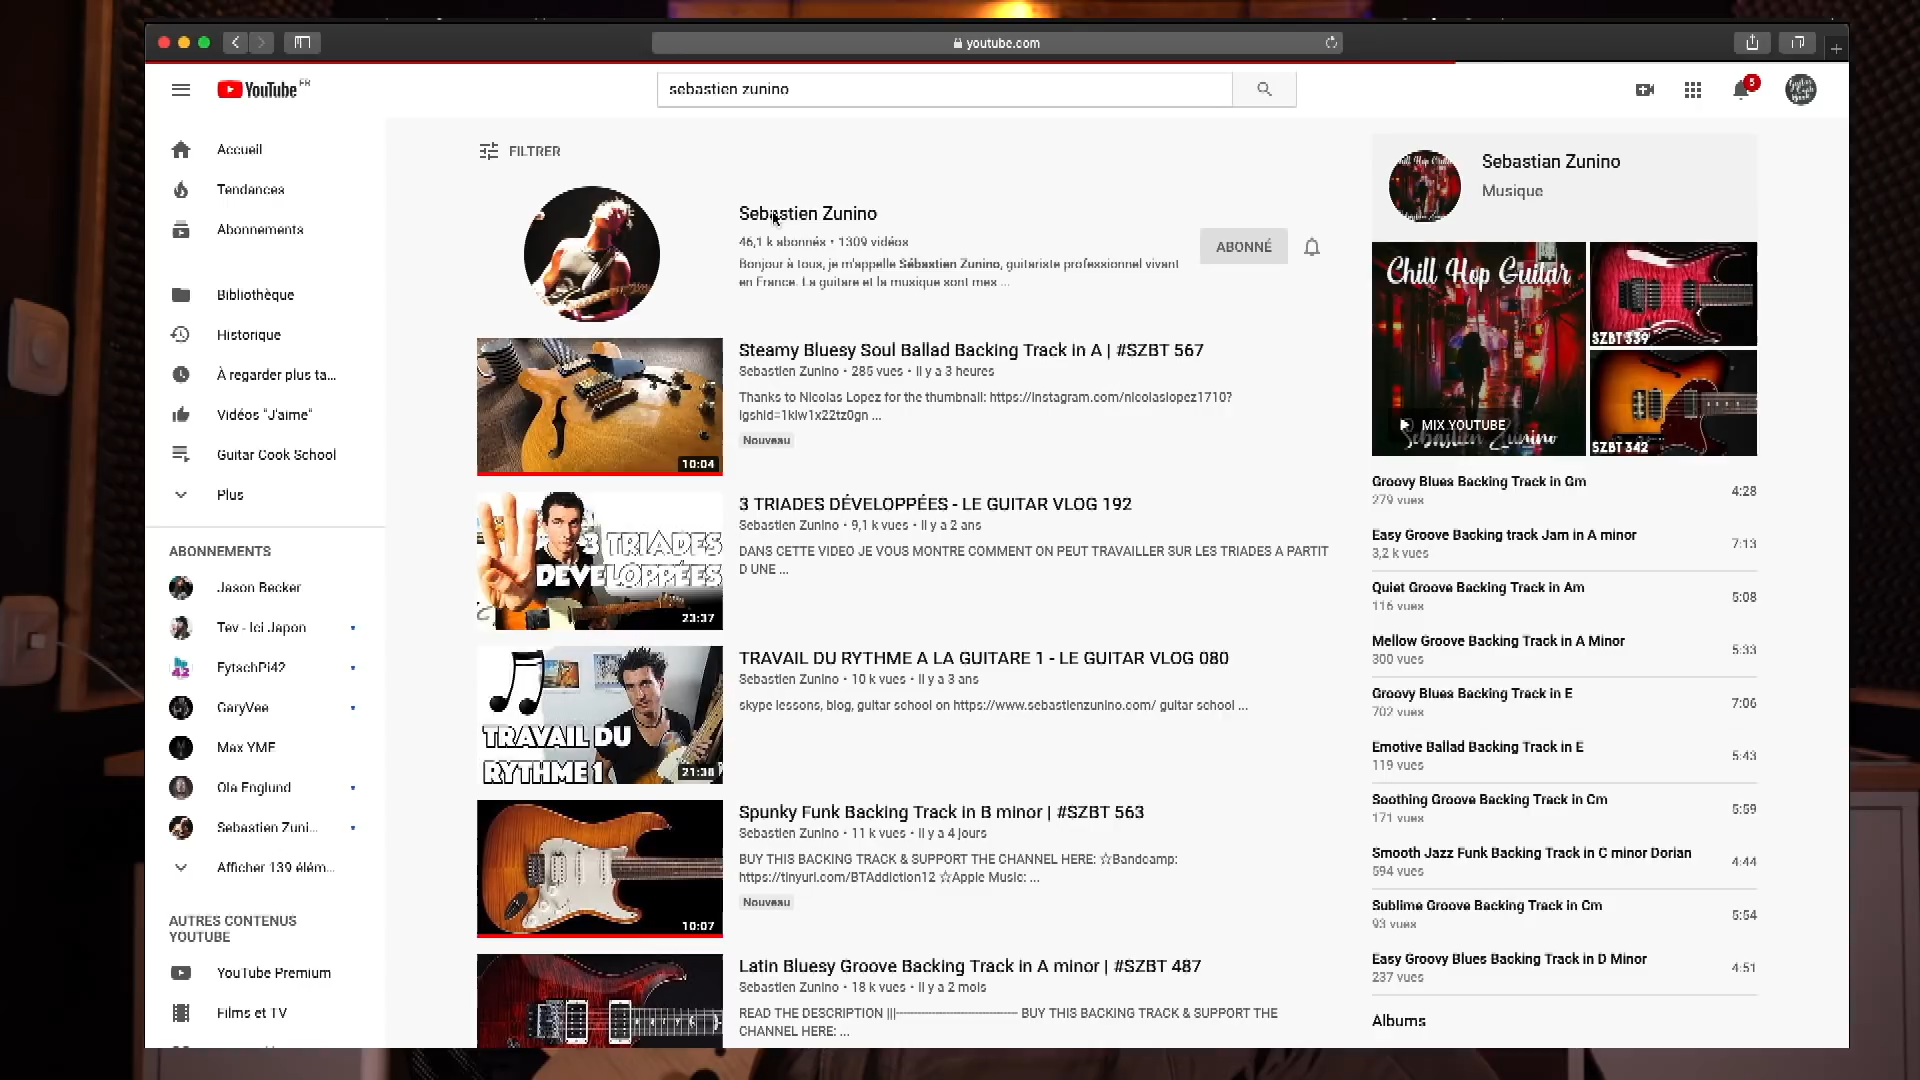 youtube.com
YouTube FR
sebastien zunino
5
Accueil
Tendances
Abonnements
Bibliothèque
Historique
À regarder plus ta...
Vidéos "J'aime"
Guitar Cook School
Plus
ABONNEMENTS
Jason Becker
Tev - Ici Japon
FytschPi42
GaryVee
Max YME
Ola Englund
Sebastien Zuni...
Afficher 139 élém...
AUTRES CONTENUS
YOUTUBE
YouTube Premium
Films et TV
FILTRER
Sebastien Zunino
46,1 k abonnés • 1309 vidéos
Bonjour à tous, je m'appelle Sébastien Zunino, guitariste professionnel vivant
en France. La guitare et la musique sont mes ...
ABONNÉ
Steamy Bluesy Soul Ballad Backing Track in A | #SZBT 567
Sebastien Zunino • 285 vues • Il y a 3 heures
Thanks to Nicolas Lopez for the thumbnail: https://instagram.com/nicolaslopez1710?
igshid=1klw1x22tz0gn ...
Nouveau
10:04
3 TRIADES DÉVELOPPÉES - LE GUITAR VLOG 192
Sebastien Zunino • 9,1 k vues • Il y a 2 ans
DANS CETTE VIDEO JE VOUS MONTRE COMMENT ON PEUT TRAVAILLER SUR LES TRIADES A PARTIT
D UNE ...
3 TRIADES
DEVELOPPÉES
23:37
TRAVAIL DU RYTHME A LA GUITARE 1 - LE GUITAR VLOG 080
Sebastien Zunino • 10 k vues • Il y a 3 ans
skype lessons, blog, guitar school on https://www.sebastienzunino.com/ guitar school ...
TRAVAIL DU
RYTHME 1
21:38
Spunky Funk Backing Track in B minor | #SZBT 563
Sebastien Zunino • 11 k vues • Il y a 4 jours
BUY THIS BACKING TRACK & SUPPORT THE CHANNEL HERE: ☆Bandcamp:
https://tinyurl.com/BTAddiction12 ☆Apple Music: ...
Nouveau
10:07
Latin Bluesy Groove Backing Track in A minor | #SZBT 487
Sebastien Zunino • 18 k vues • Il y a 2 mois
READ THE DESCRIPTION |||---------------------------------- BUY THIS BACKING TRACK & SUPPORT THE
CHANNEL HERE: ...
Sebastian Zunino
Musique
Chill Hop Guitar
MIX YOUTUBE
Sebastien Zunino
SZBT 339
SZBT 342
Groovy Blues Backing Track in Gm
279 vues
4:28
Easy Groove Backing track Jam in A minor
3,2 k vues
7:13
Quiet Groove Backing Track in Am
116 vues
5:08
Mellow Groove Backing Track in A Minor
300 vues
5:33
Groovy Blues Backing Track in E
702 vues
7:06
Emotive Ballad Backing Track in E
119 vues
5:43
Soothing Groove Backing Track in Cm
171 vues
5:59
Smooth Jazz Funk Backing Track in C minor Dorian
594 vues
4:44
Sublime Groove Backing Track in Cm
93 vues
5:54
Easy Groovy Blues Backing Track in D Minor
237 vues
4:51
Albums